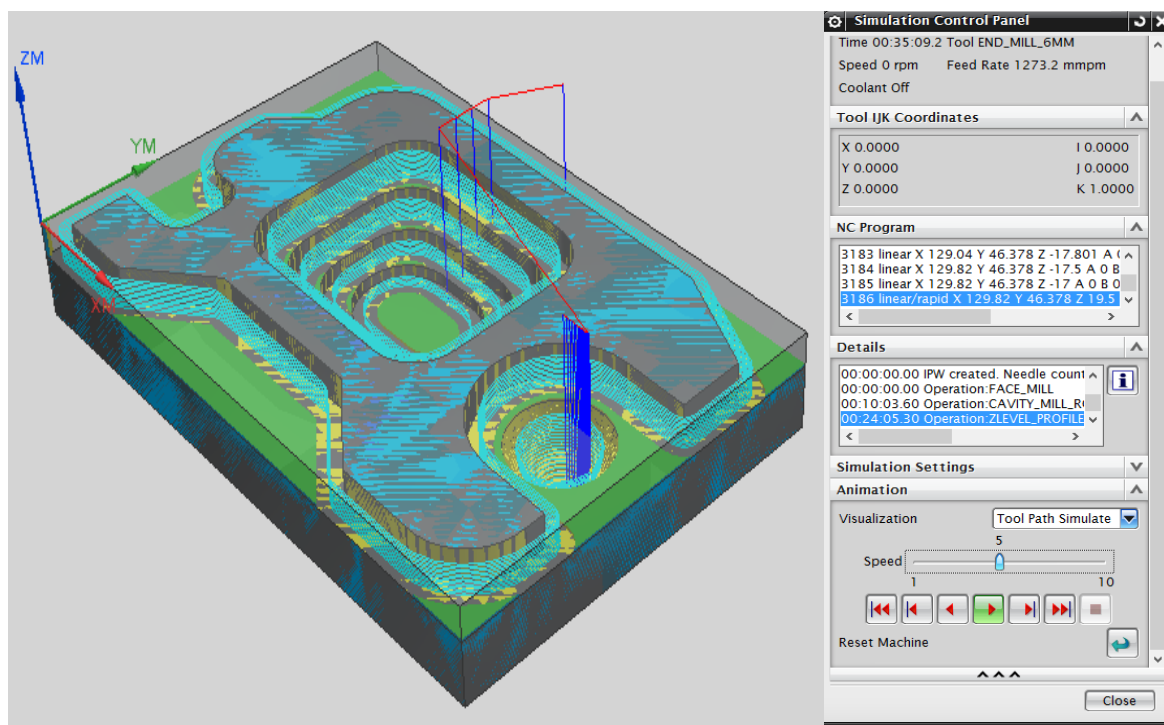 ZM
YM
XM
Simulation Control Panel
Time 00:35:09.2 Tool END_MILL_6MM
Speed 0 rpm Feed Rate 1273.2 mmpm
Coolant Off
Tool IJK Coordinates
X 0.0000 I 0.0000
Y 0.0000 J 0.0000
Z 0.0000 K 1.0000
NC Program
3183 linear X 129.04 Y 46.378 Z -17.801 A (
3184 linear X 129.82 Y 46.378 Z -17.5 A 0 B
3185 linear X 129.82 Y 46.378 Z -17 A 0 B 0
3186 linear/rapid X 129.82 Y 46.378 Z 19.5
Details
00:00:00.00 IPW created. Needle count
00:00:00.00 Operation:FACE_MILL
00:10:03.60 Operation:CAVITY_MILL_R
00:24:05.30 Operation:ZLEVEL_PROFILE
Simulation Settings
Animation
Visualization Tool Path Simulate
5
Speed
1 10
Reset Machine
Close